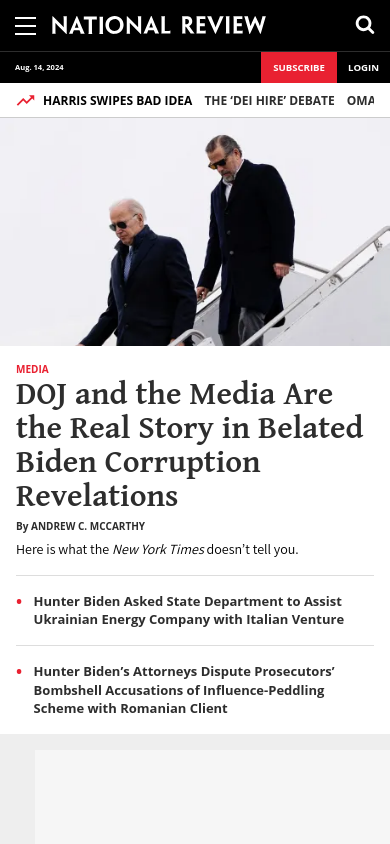 NATIONAL REVIEW
Aug. 14, 2024
SUBSCRIBE
LOGIN
HARRIS SWIPES BAD IDEA THE ‘DEI HIRE’ DEBATE
MEDIA
DOJ and the Media Are
the Real Story in Belated
Biden Corruption
Revelations
By ANDREW C. MCCARTHY
Here is what the New York Times doesn’t tell you.
Hunter Biden Asked State Department to Assist
Ukrainian Energy Company with Italian Venture
Hunter Biden’s Attorneys Dispute Prosecutors’
Bombshell Accusations of Influence-Peddling
Scheme with Romanian Client